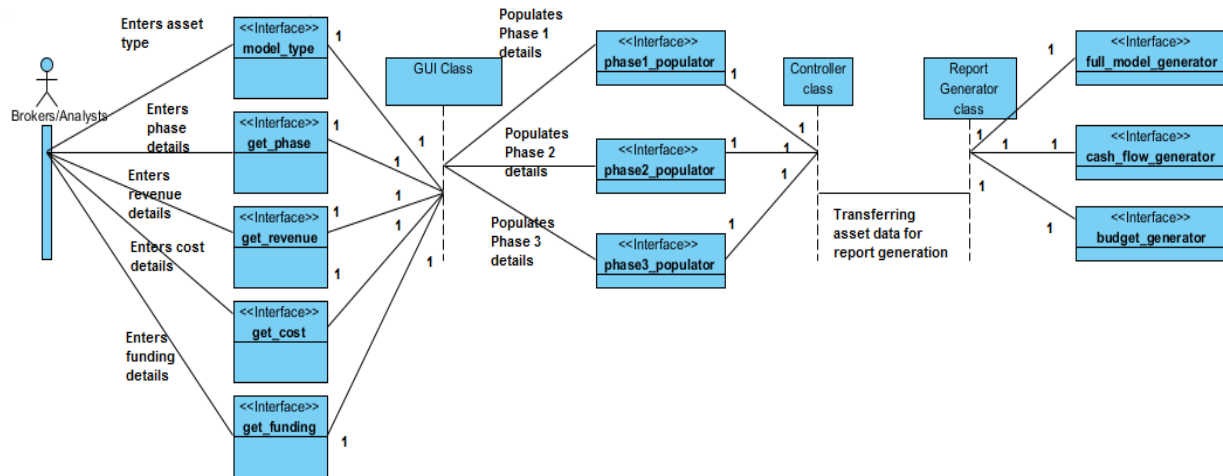 Enters asset
type
<<Interface>>
model_type
1
Brokers/Analysts
Enters
phase
details
<<Interface>>
get_phase
1
Enters
revenue
details
<<Interface>>
get_revenue
1
Enters cost
details
<<Interface>>
get_cost
1
Enters
funding
details
<<Interface>>
get_funding
1
GUI Class
1
1
1
1
1
Populates
Phase 1
details
<<Interface>>
phase1_populator
1
Populates
Phase 2
details
<<Interface>>
phase2_populator
1
Populates
Phase 3
details
<<Interface>>
phase3_populator
1
Controller
class
1
1
1
Transferring
asset data for
report generation
Report
Generator
class
1
1
1
1
<<Interface>>
full_model_generator
1
<<Interface>>
cash_flow_generator
1
<<Interface>>
budget_generator